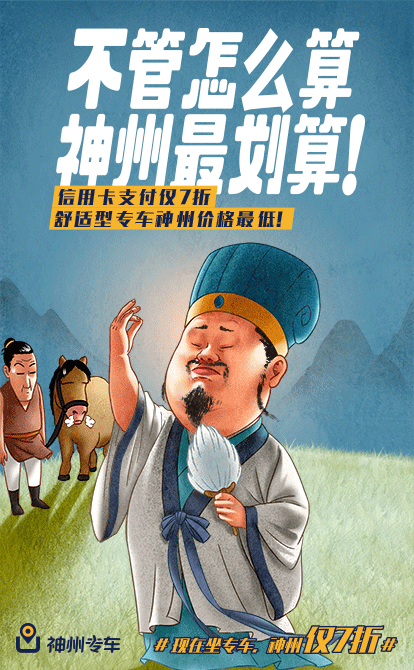 不管怎么算
神州最划算!
信用卡支付仅7折
舒适型专车神州价格最低!
神州专车
#现在坐专车,神州仅7折#